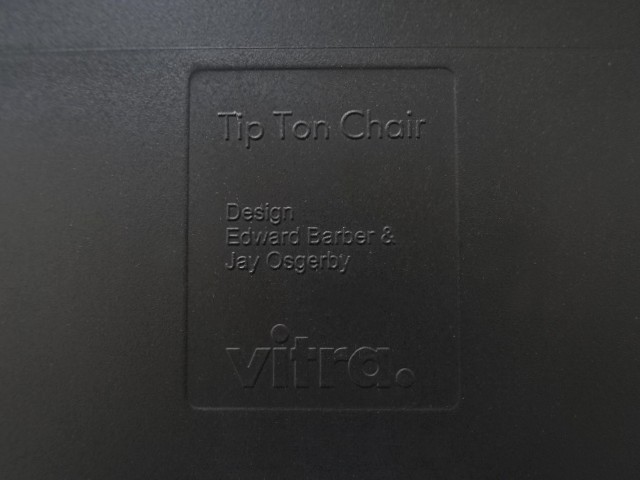 Tip Ton Chair
Design
Edward Barber &
Jay Osgerby
vitra.